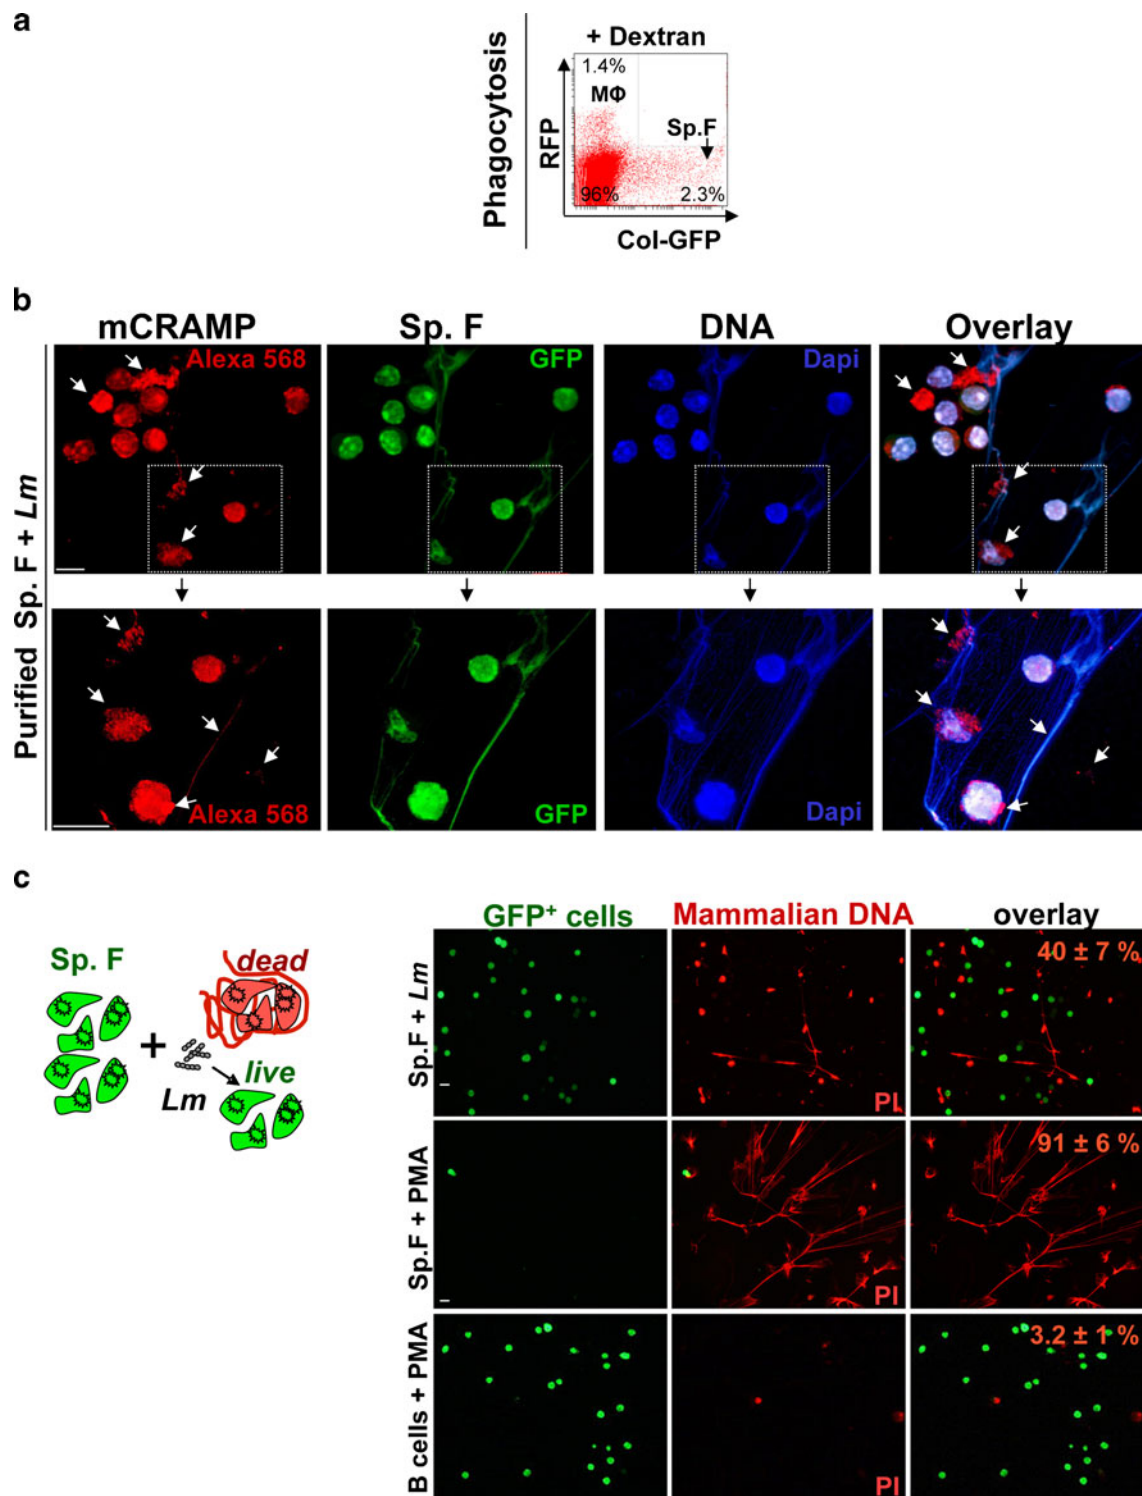 a
Phagocytosis
+ Dextran
1.4%
MΦ
Sp.F
RFP
96%
2.3%
Col-GFP
b
mCRAMP
Sp. F
DNA
Overlay
Purified Sp. F + Lm
Alexa 568
GFP
Dapi
Alexa 568
GFP
Dapi
c
GFP⁺ cells
Mammalian DNA
overlay
Sp. F
dead
+
Lm
live
Sp.F + Lm
40 ± 7 %
PI
Sp.F + PMA
91 ± 6 %
PI
B cells + PMA
3.2 ± 1 %
PI